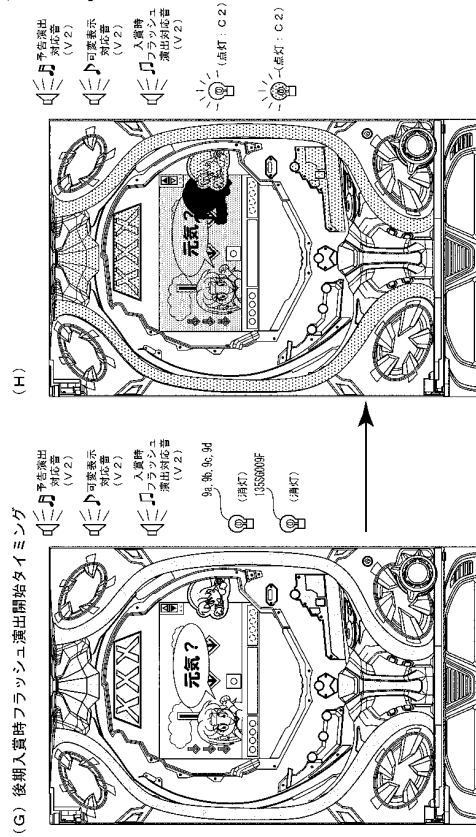 (G) 後期入賞時フラッシュ演出開始タイミング
元気？
予告演出
対応音
(V2)
可変表示
対応音
(V2)
入賞時
フラッシュ
演出対応音
(V2)
9a, 9b, 9c, 9d
(消灯)
135SG009F
(消灯)
(H)
元気？
予告演出
対応音
(V2)
可変表示
対応音
(V2)
入賞時
フラッシュ
演出対応音
(V2)
(点灯：C2)
(点灯：C2)